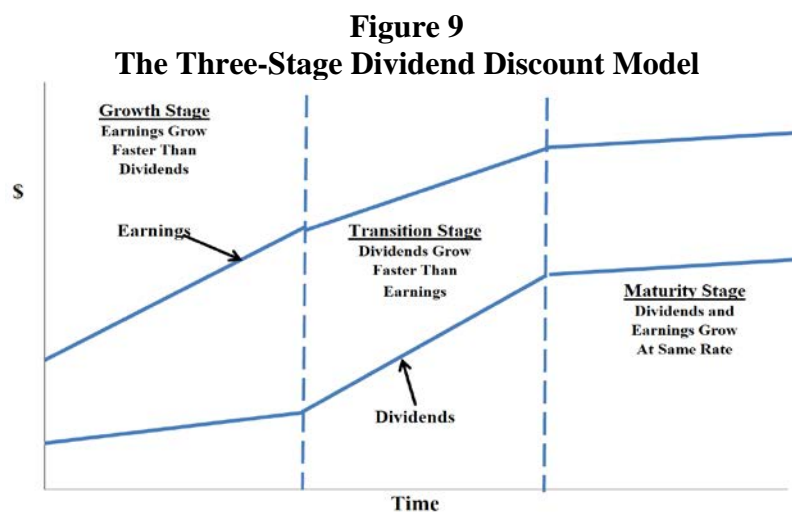 Figure 9
The Three-Stage Dividend Discount Model
Growth Stage
Earnings Grow
Faster Than
Dividends
$
Earnings
Transition Stage
Dividends Grow
Faster Than
Earnings
Maturity Stage
Dividends and
Earnings Grow
At Same Rate
Dividends
Time